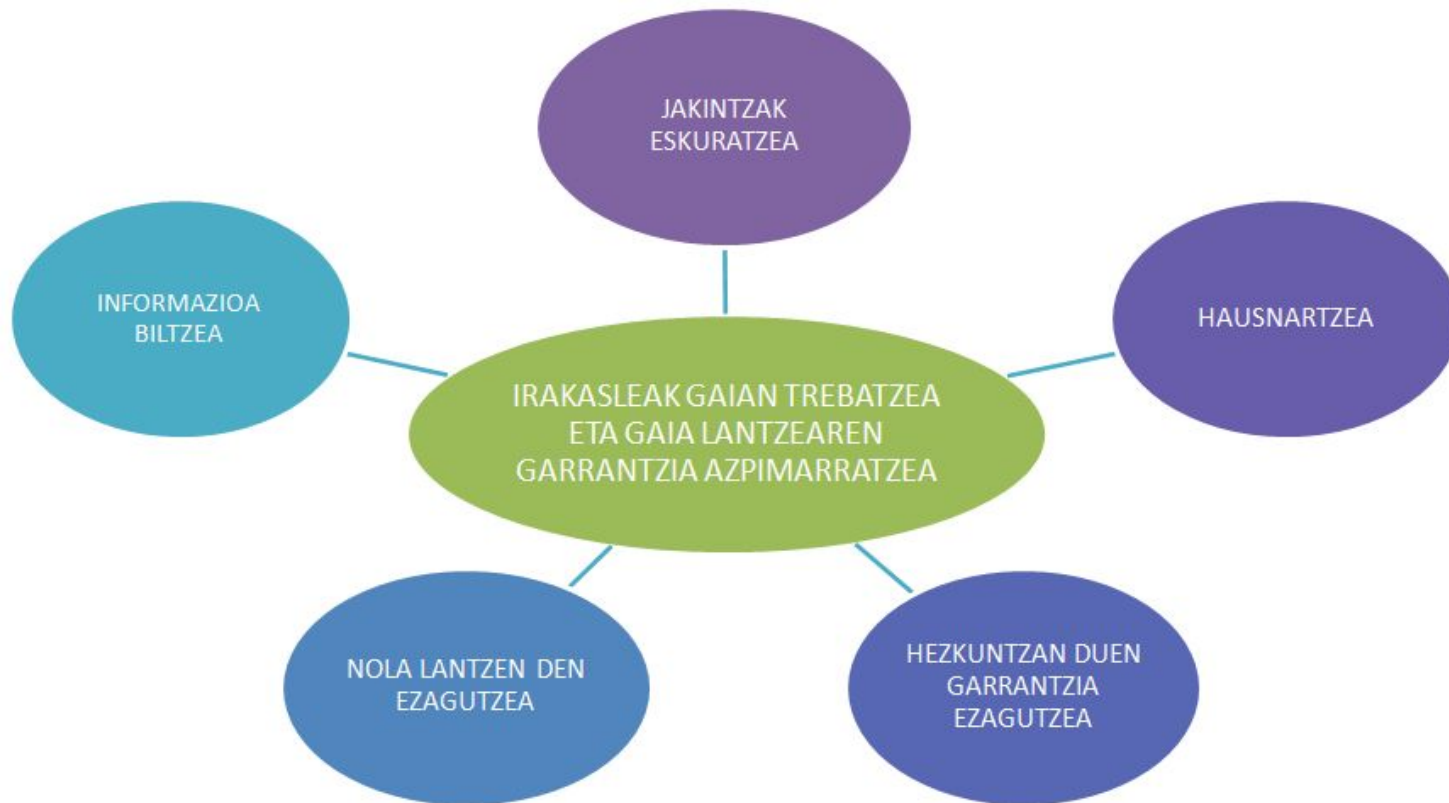 JAKINTZAK
ESKURATZEA
INFORMAZIOA
BILTZEA
HAUSNARTZEA
IRAKASLEAK GAIAN TREBATZEA
ETA GAIA LANTZEAREN
GARRANTZIA AZPIMARRATZEA
NOLA LANTZEN DEN
EZAGUTZEA
HEZKUNTZAN DUEN
GARRANTZIA
EZAGUTZEA